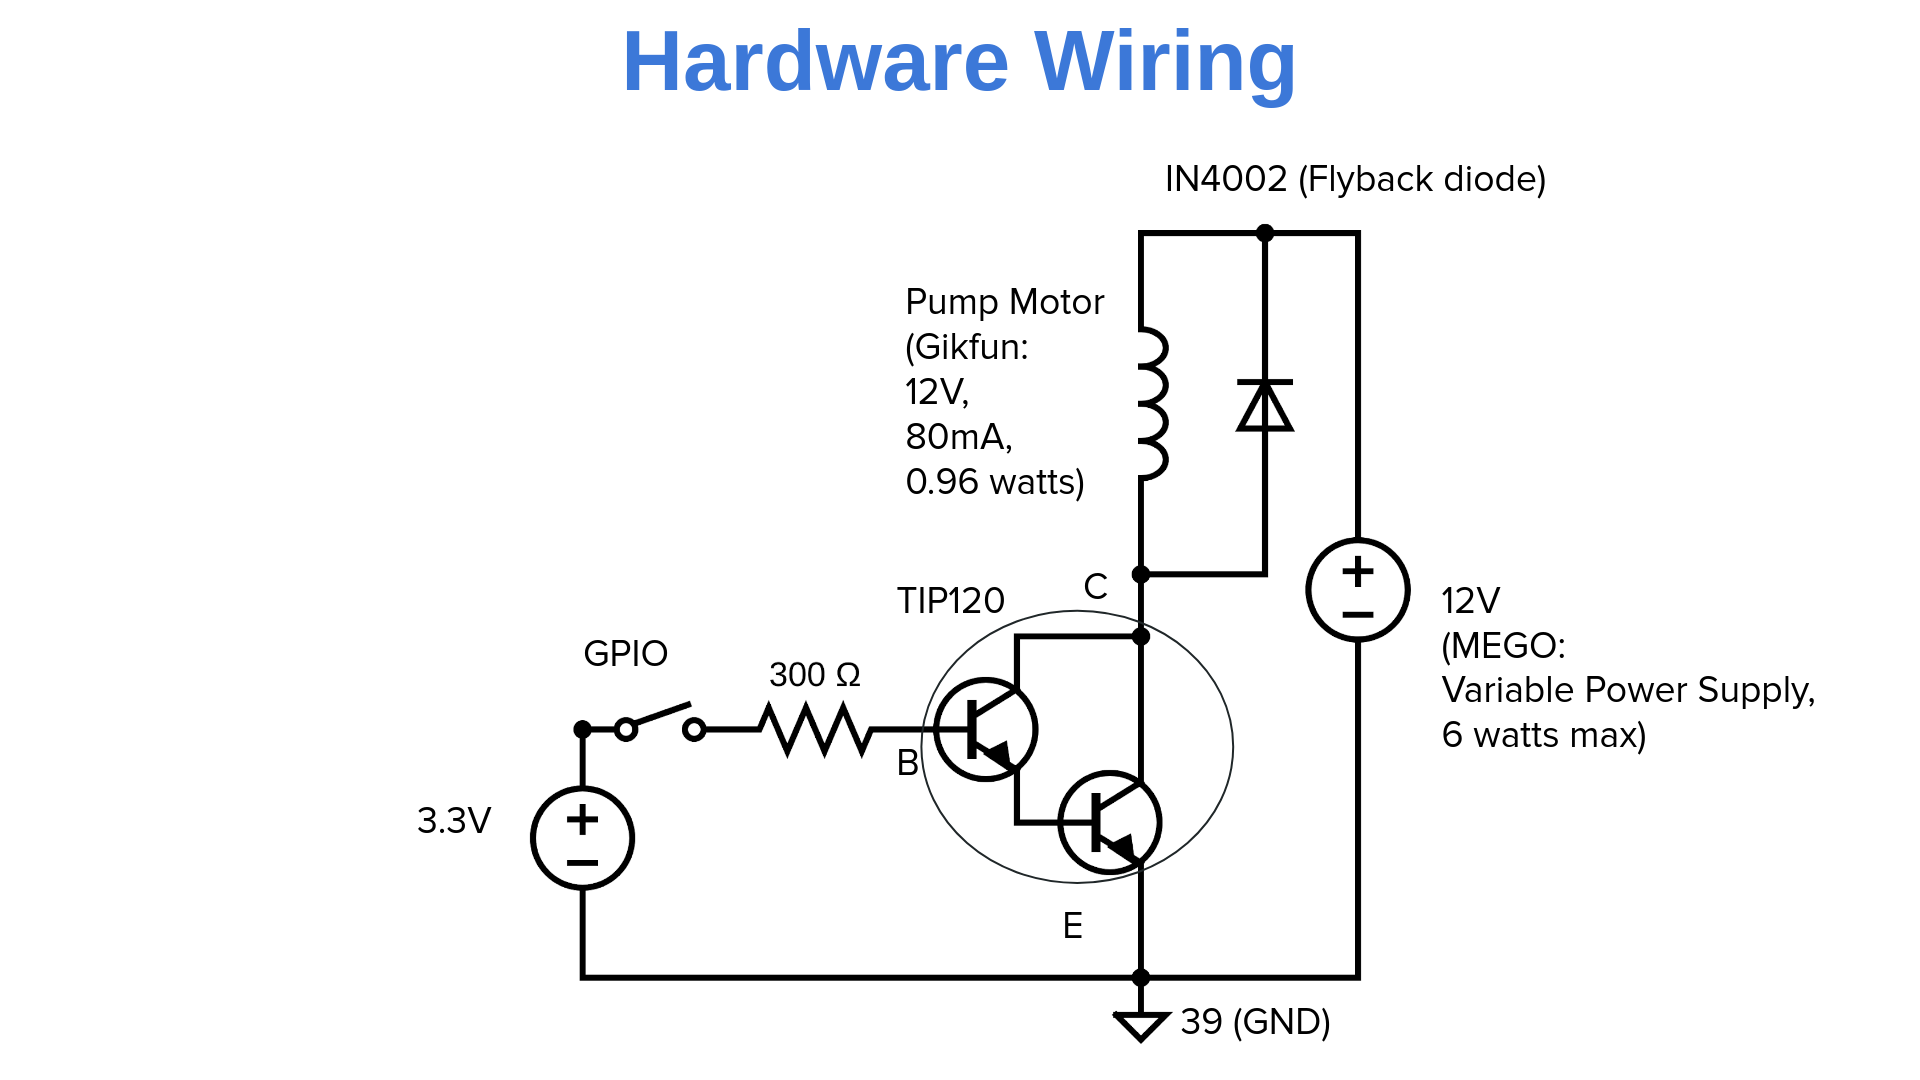 Hardware Wiring
IN4002 (Flyback diode)
Pump Motor
(Gikfun:
12V,
80mA,
0.96 watts)
C
TIP120
12V
(MEGO:
Variable Power Supply,
6 watts max)
GPIO
300 Ω
B
3.3V
E
39 (GND)